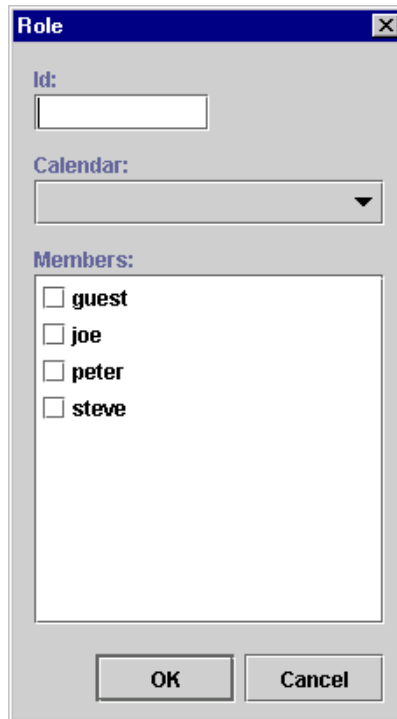 Role
Id:
Calendar:
Members:
guest
joe
peter
steve
OK Cancel